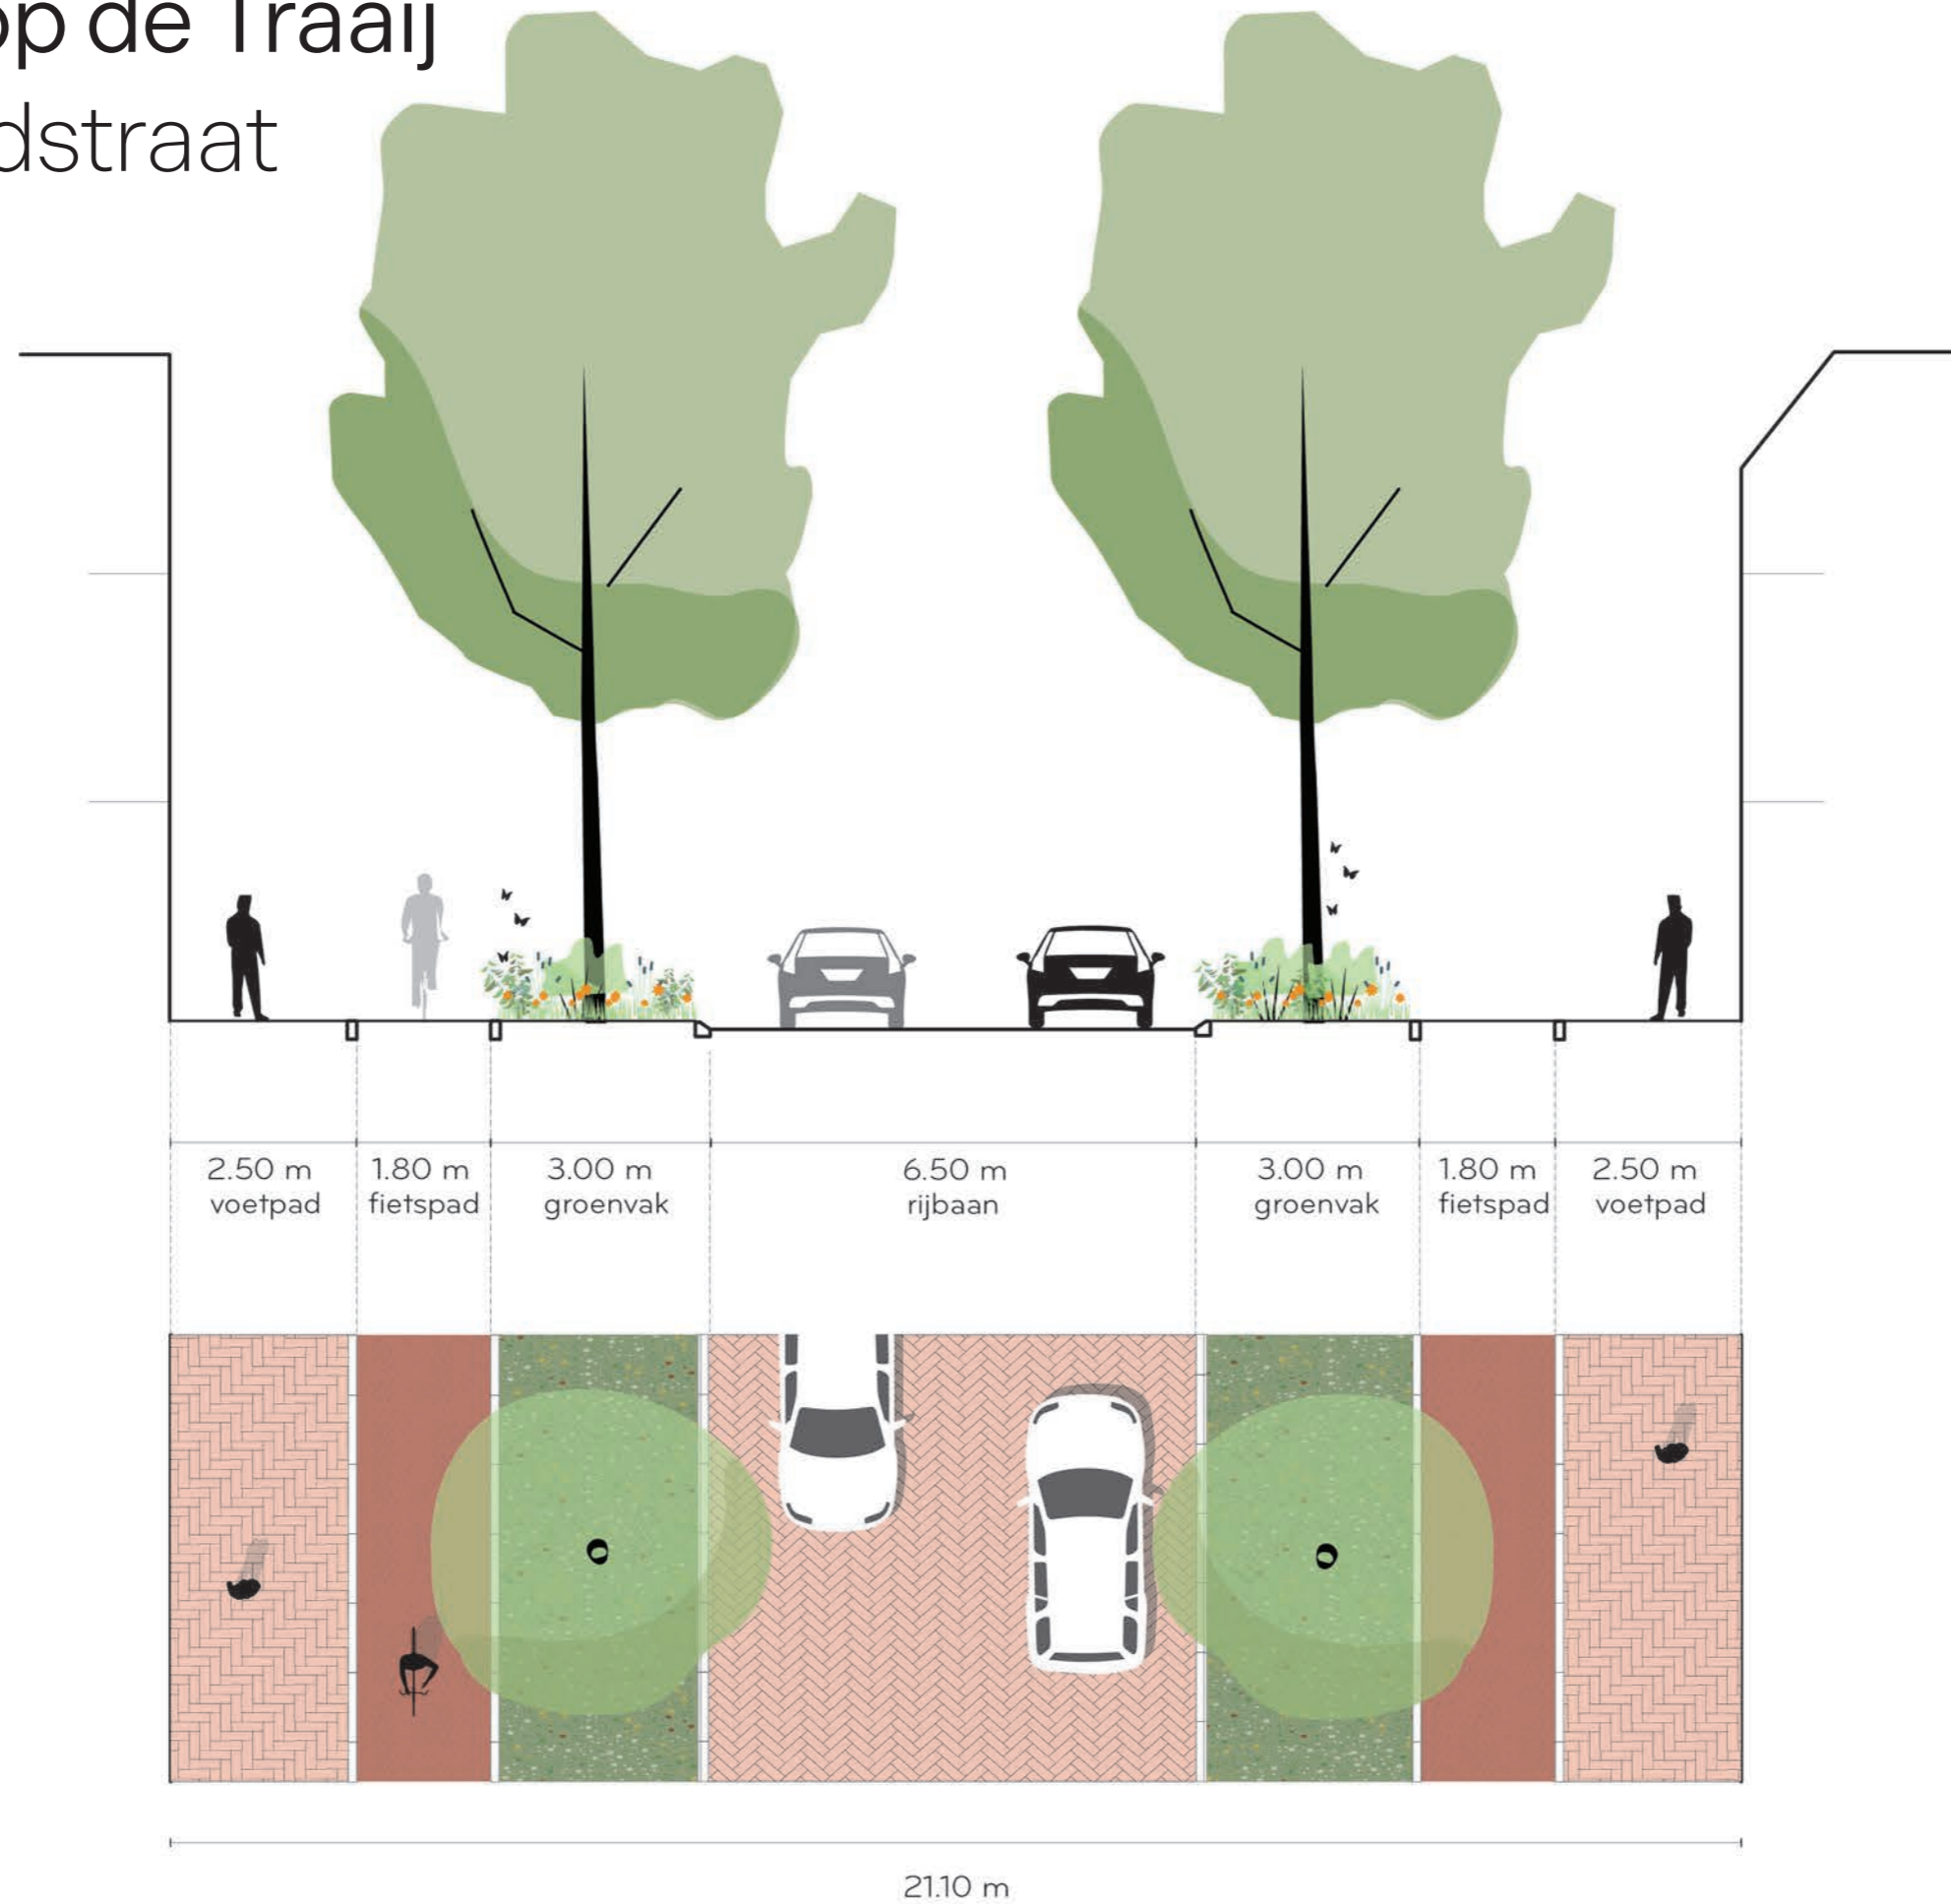 op de Traaij
dstraat
2.50 m
voetpad
1.80 m
fietspad
3.00 m
groenvak
6.50 m
rijbaan
3.00 m
groenvak
1.80 m
fietspad
2.50 m
voetpad
21.10 m